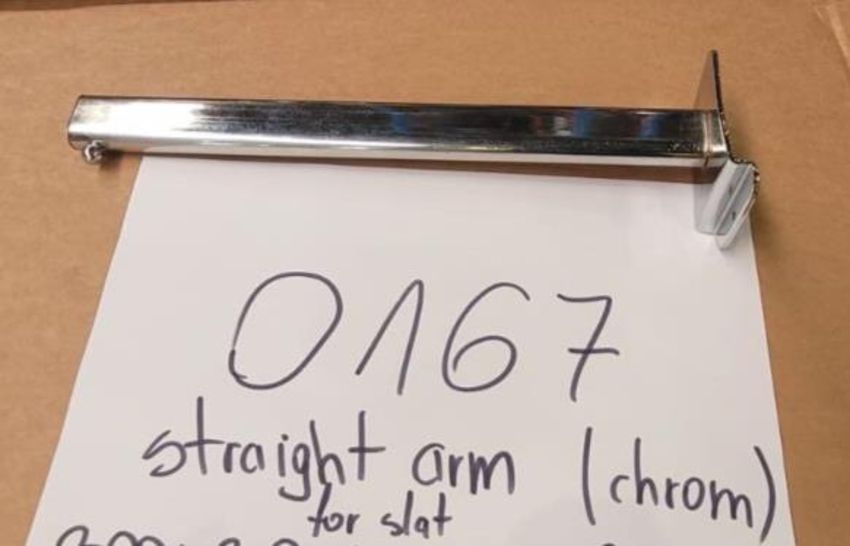 0167
straight arm (chrom)
for slat